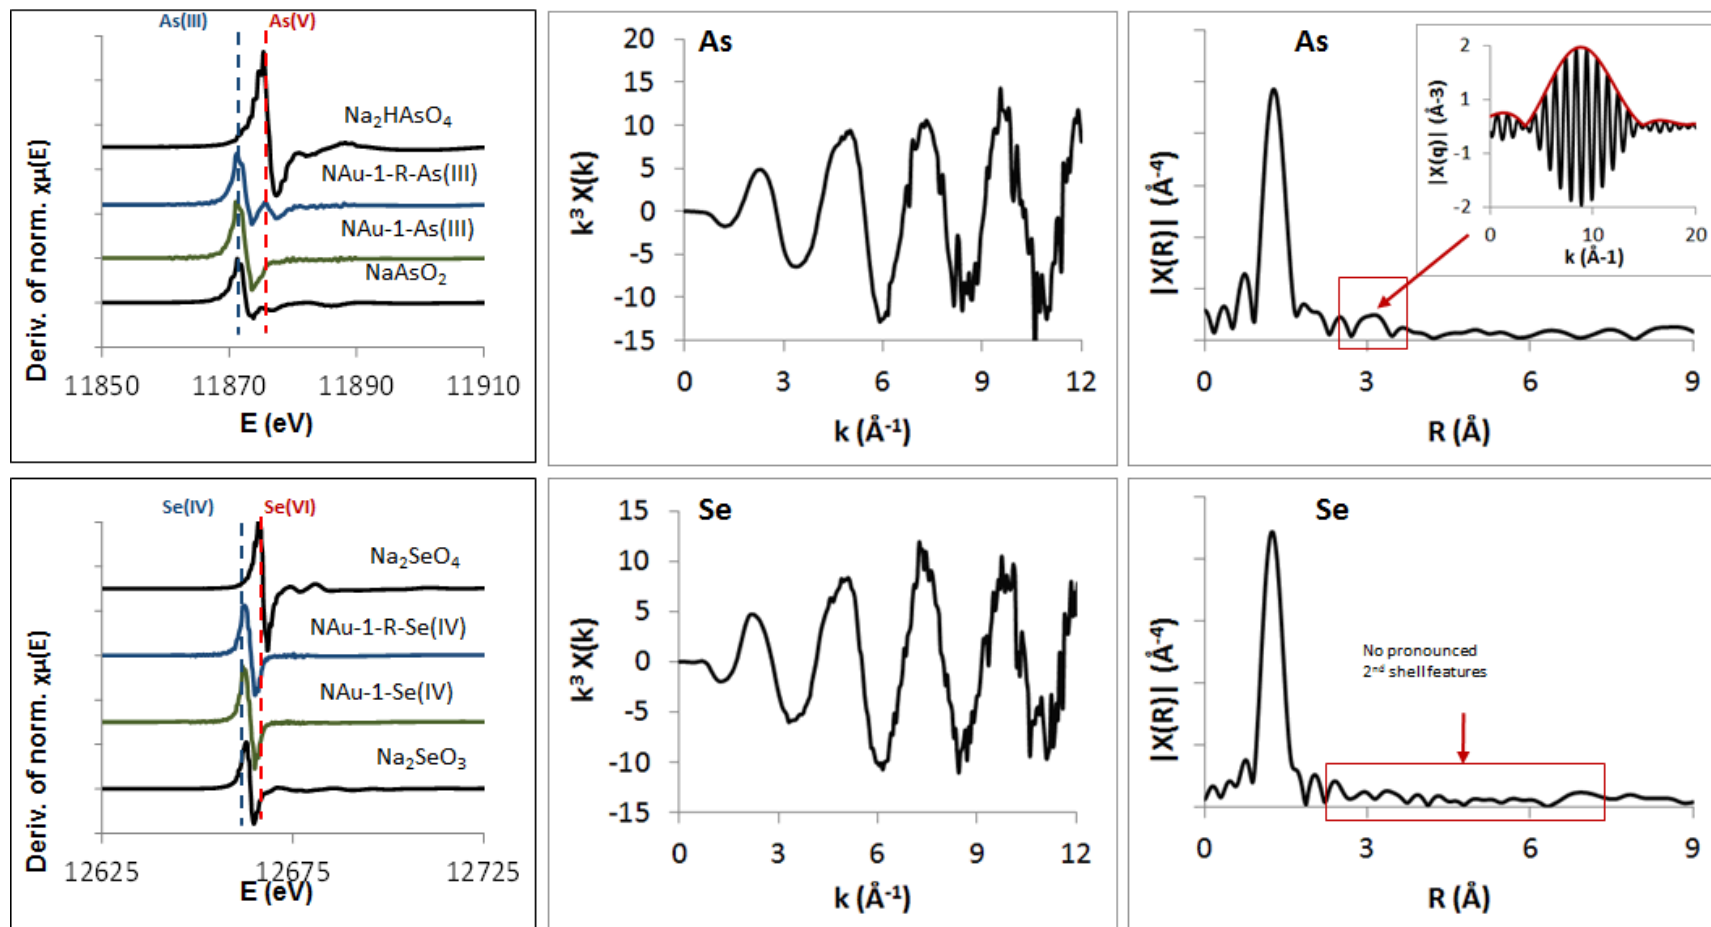 As(III) As(V)
Na₂HAsO₄
NAu-1-R-As(III)
NAu-1-As(III)
NaAsO₂
Deriv. of norm. χμ(E)
11850 11870 11890 11910
E (eV)
As
20
15
10
5
0
-5
-10
-15
k³ X(k)
0 3 6 9 12
k (Å⁻¹)
As
|X(R)| (Å⁻⁴)
0 3 6 9
R (Å)
2
1
-1
-2
|X(q)| (Å-3)
0 10 20
k (Å-1)
Se(IV) Se(VI)
Na₂SeO₄
NAu-1-R-Se(IV)
NAu-1-Se(IV)
Na₂SeO₃
Deriv. of norm. χμ(E)
12625 12675 12725
E (eV)
Se
15
10
5
0
-5
-10
-15
k³ X(k)
0 3 6 9 12
k (Å⁻¹)
Se
|X(R)| (Å⁻⁴)
No pronounced
2ⁿᵈ shell features
0 3 6 9
R (Å)